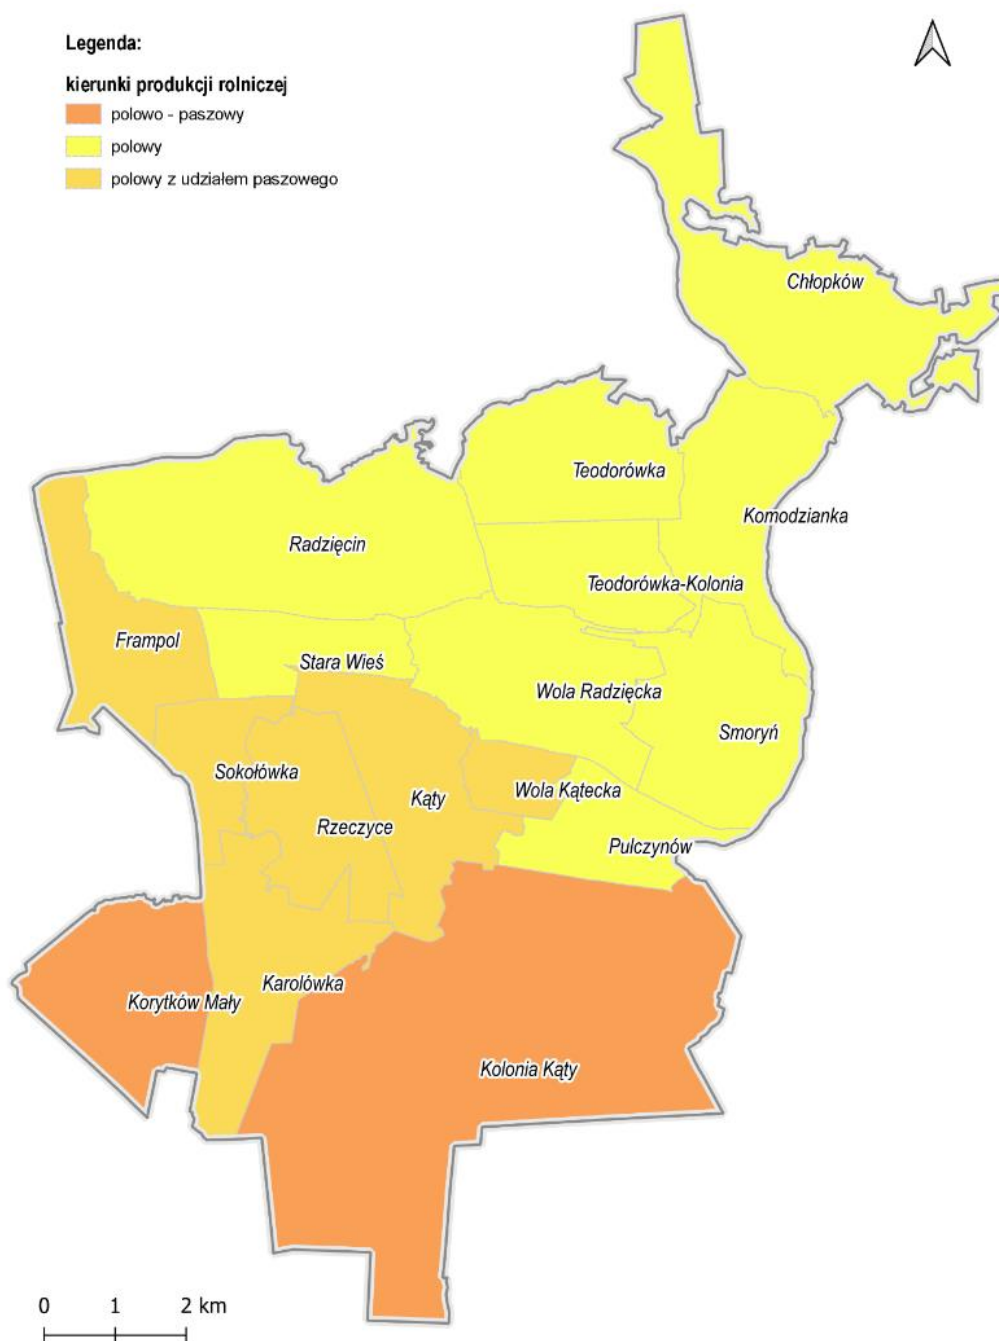 Legenda:
kierunki produkcji rolniczej
polowo - paszowy
polowy
polowy z udziałem paszowego
Chłopków
Teodorówka
Komodzianka
Radzięcin
Teodorówka-Kolonia
Frampol
Stara Wieś
Wola Radzięcka
Smoryń
Sokołówka
Wola Kątecka
Kąty
Rzeczyce
Pulczynów
Karolówka
Korytków Mały
Kolonia Kąty
0 1 2 km